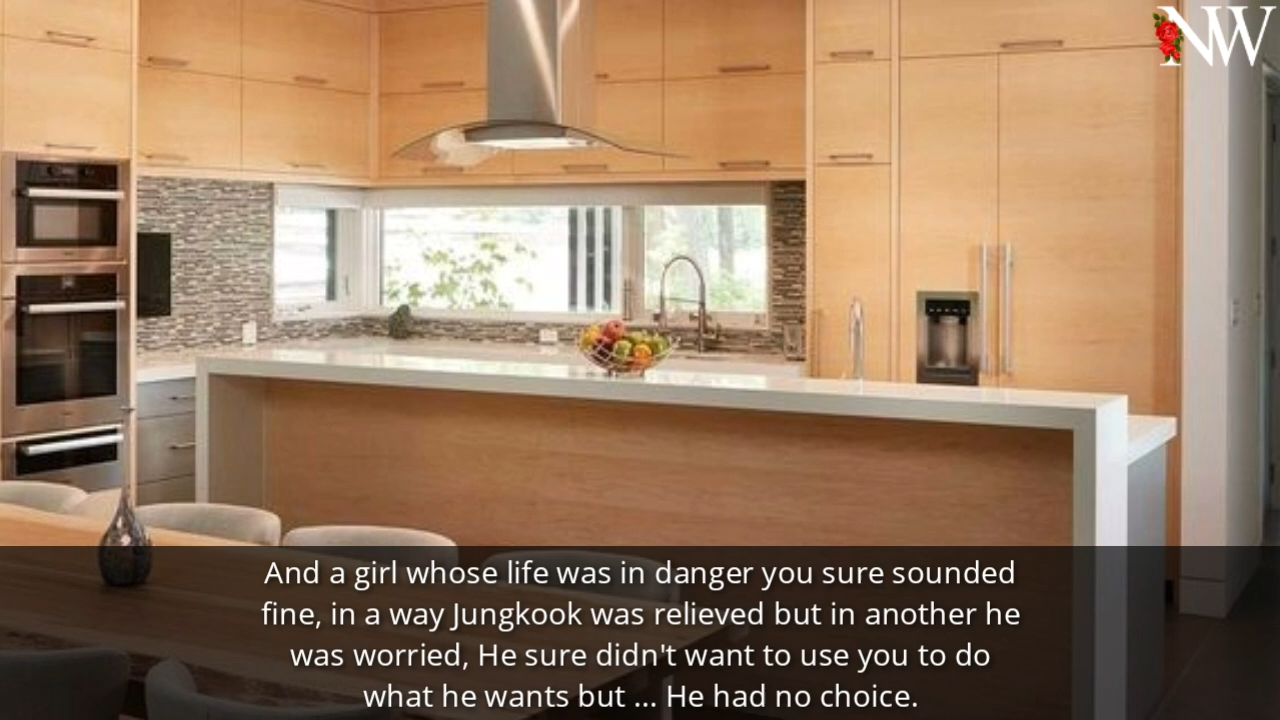 NW
And a girl whose life was in danger you sure sounded
fine, in a way Jungkook was relieved but in another he
was worried, He sure didn't want to use you to do
what he wants but ... He had no choice.